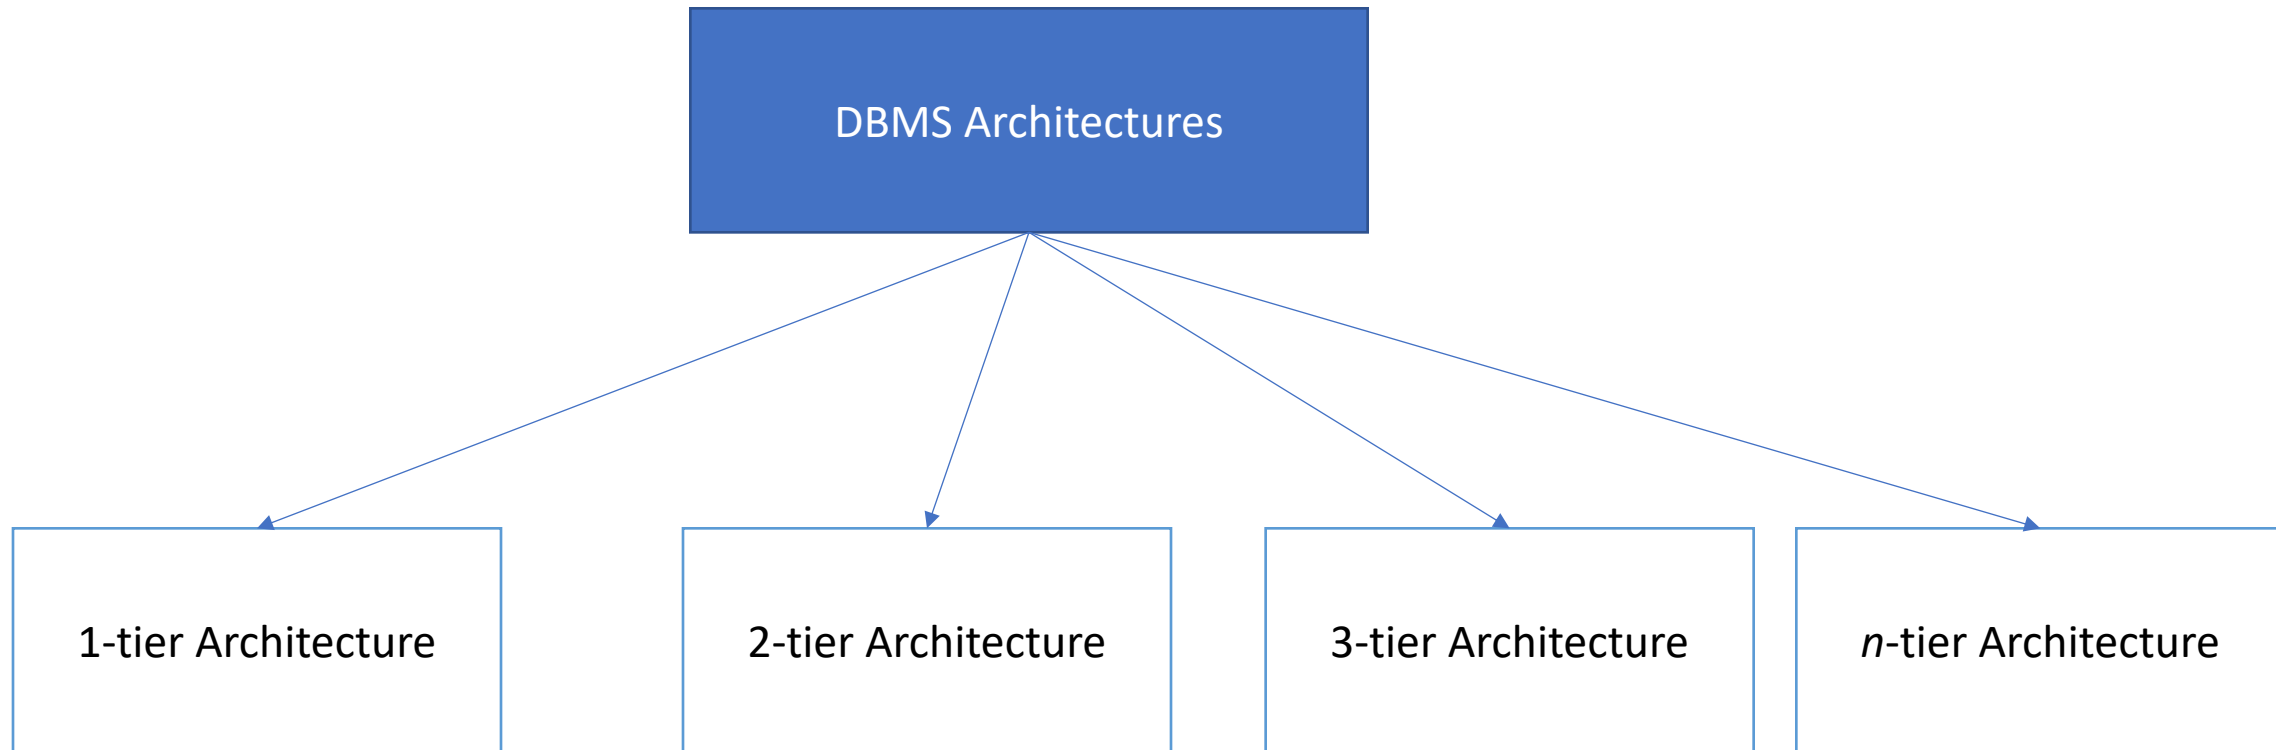 DBMS Architectures
1-tier Architecture
2-tier Architecture
3-tier Architecture
n-tier Architecture